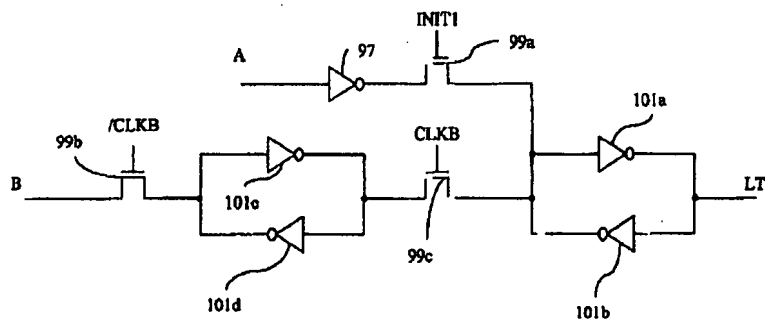 INIT1
97
99a
A
101a
/CLKB
CLKB
99b
B
101c
99c
LT
101d
101b